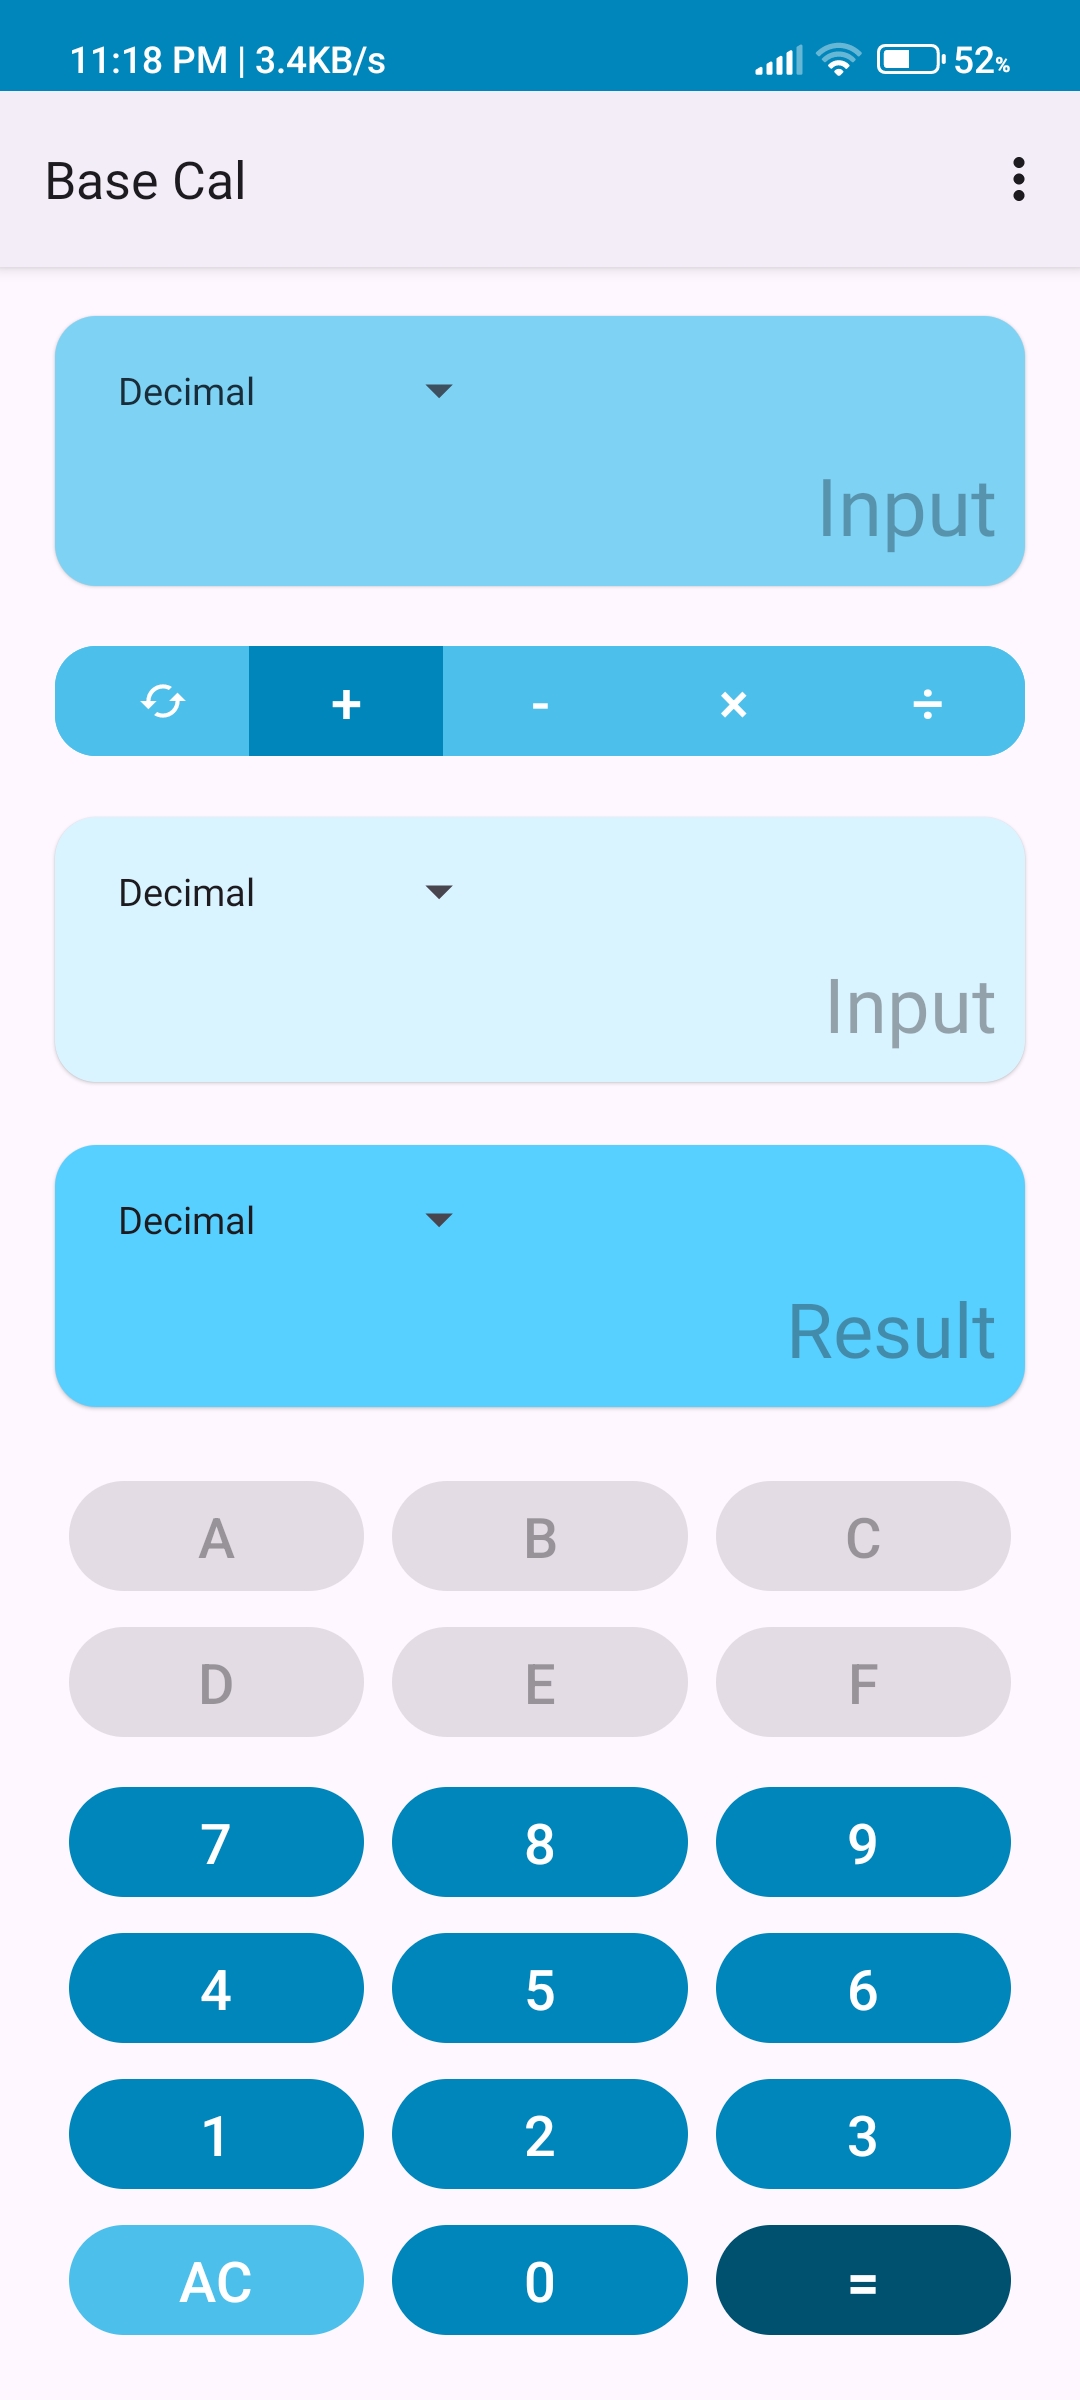 11:18 PM | 3.4KB/s 52%
Base Cal
Decimal
Input
+ - × ÷
Decimal
Input
Decimal
Result
A B C
D E F
7 8 9
4 5 6
1 2 3
AC 0 =